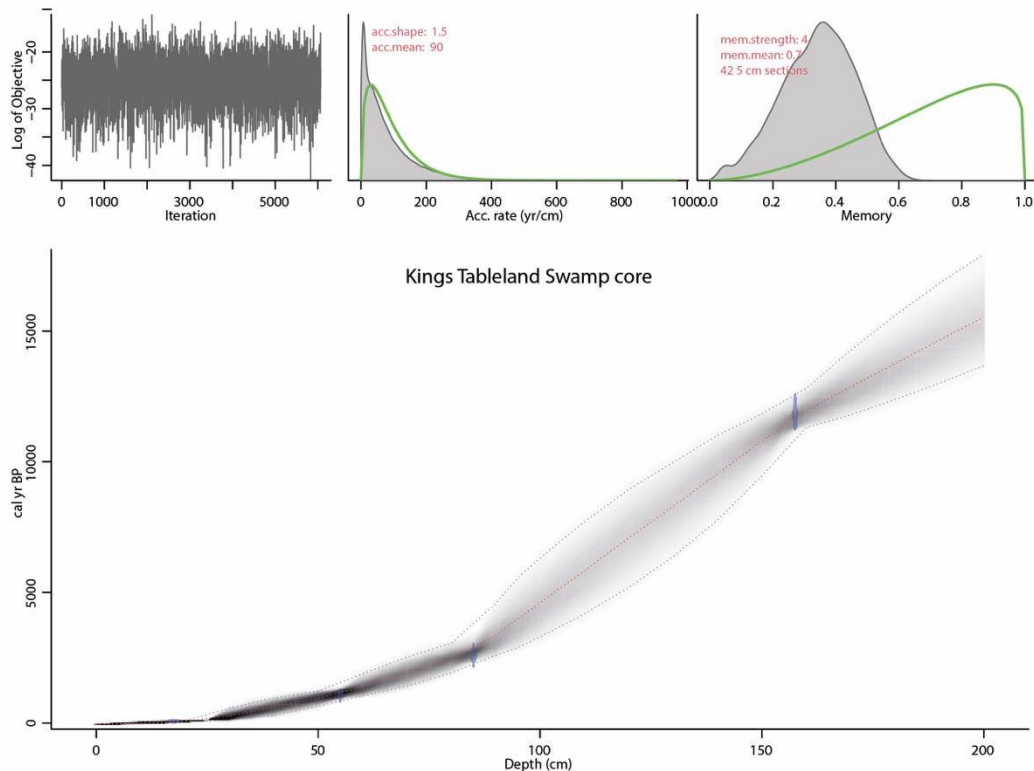 Log of Objective
-20
-30
-40
0 1000 3000 5000
Iteration
acc.shape: 1.5
acc.mean: 90
0 200 400 600 800 1000
Acc. rate (yr/cm)
mem.strength: 4
mem.mean: 0.7
42 5 cm sections
0.0 0.2 0.4 0.6 0.8 1.0
Memory
Kings Tableland Swamp core
cal yr BP
15000
10000
5000
0
0 50 100 150 200
Depth (cm)